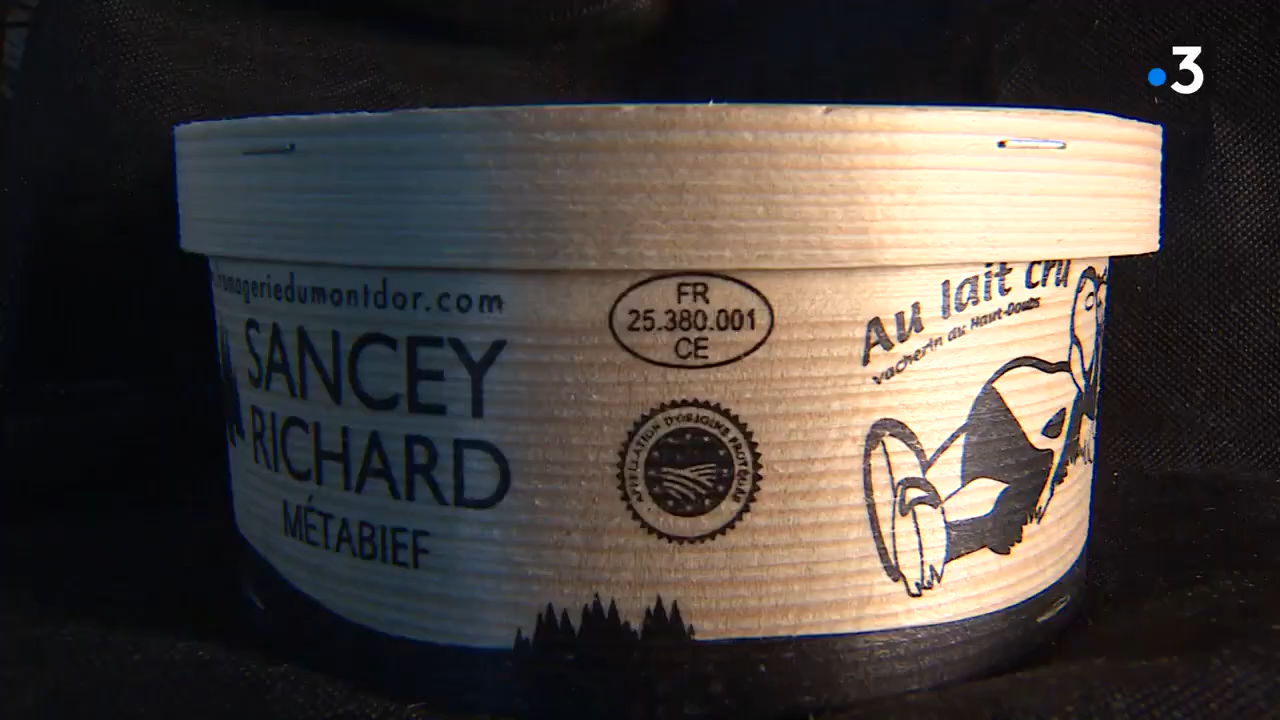 3
fromageriedumontdor.com
SANCEY
RICHARD
MÉTABIEF
FR
25.380.001
CE
APPELLATION D'ORIGINE PROTÉGÉE
Au lait cru
vacherin du Haut-Doubs